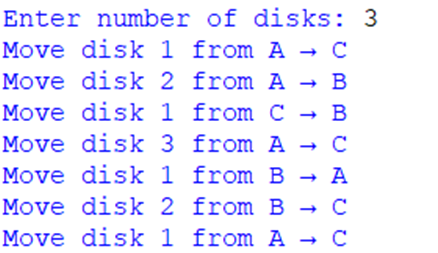 Enter number of disks: 3
Move disk 1 from A → C
Move disk 2 from A → B
Move disk 1 from C → B
Move disk 3 from A → C
Move disk 1 from B → A
Move disk 2 from B → C
Move disk 1 from A → C